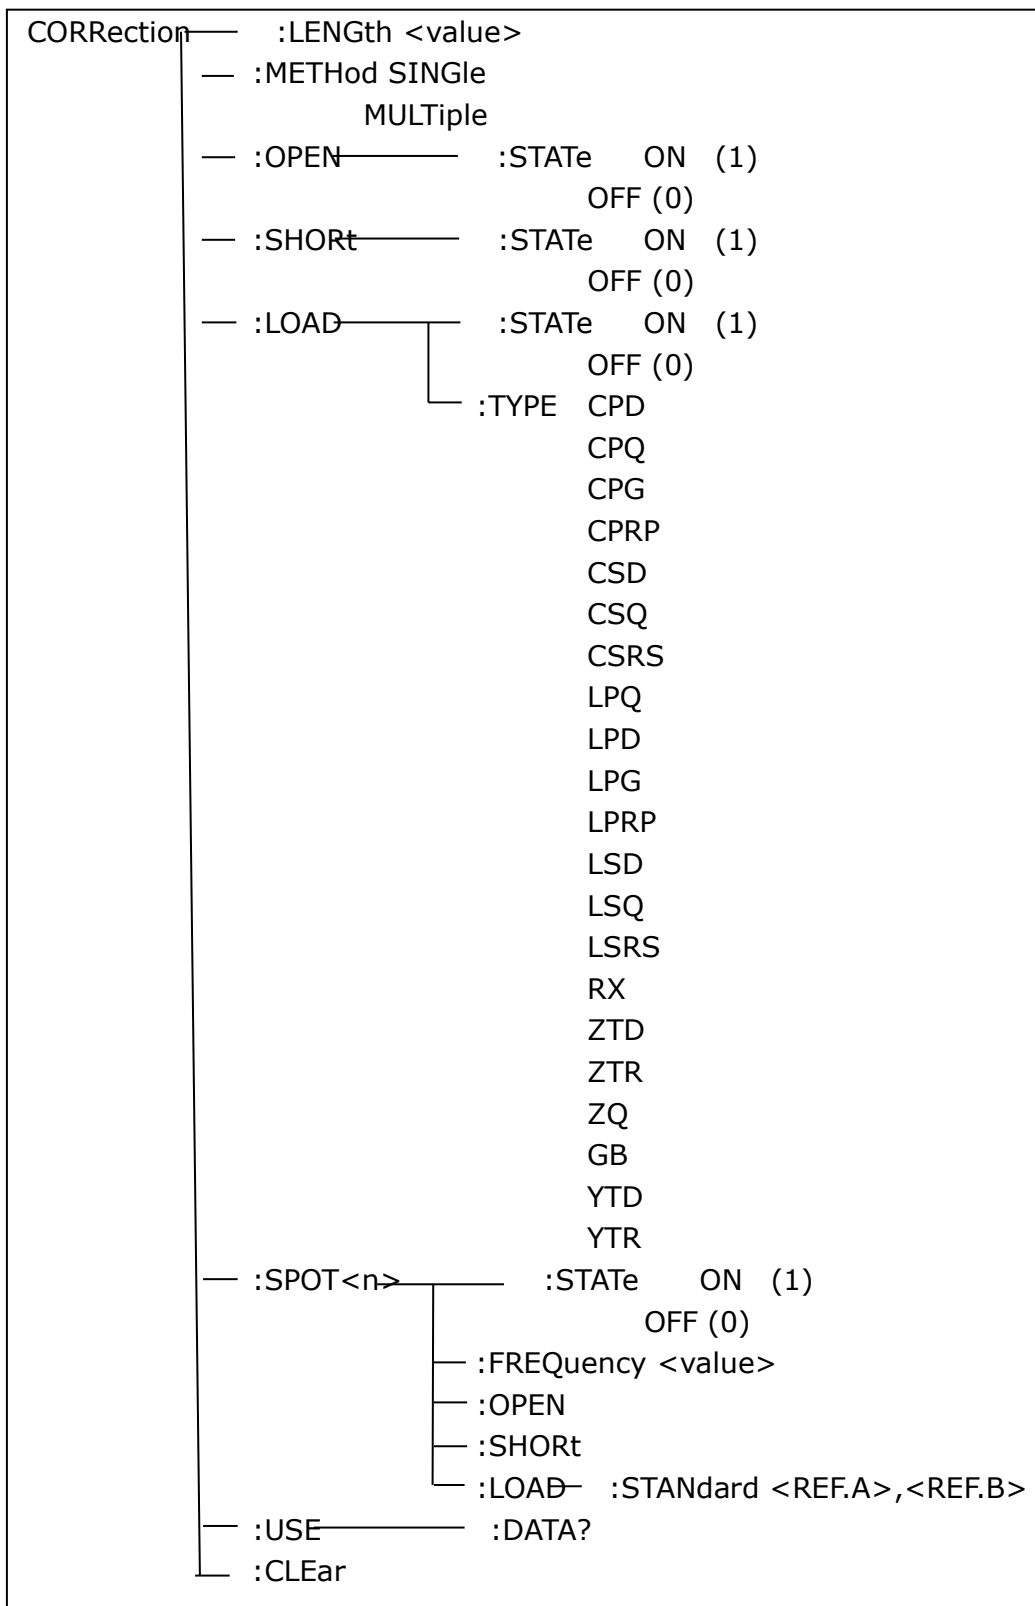 CORRection :LENGth <value>
:METHod SINGle
MULTiple
:OPEN :STATe ON (1)
OFF (0)
:SHORt :STATe ON (1)
OFF (0)
:LOAD :STATe ON (1)
OFF (0)
:TYPE CPD
CPQ
CPG
CPRP
CSD
CSQ
CSRS
LPQ
LPD
LPG
LPRP
LSD
LSQ
LSRS
RX
ZTD
ZTR
ZQ
GB
YTD
YTR
:SPOT<n> :STATe ON (1)
OFF (0)
:FREQuency <value>
:OPEN
:SHORt
:LOAD :STANdard <REF.A>,<REF.B>
:USE :DATA?
:CLEar